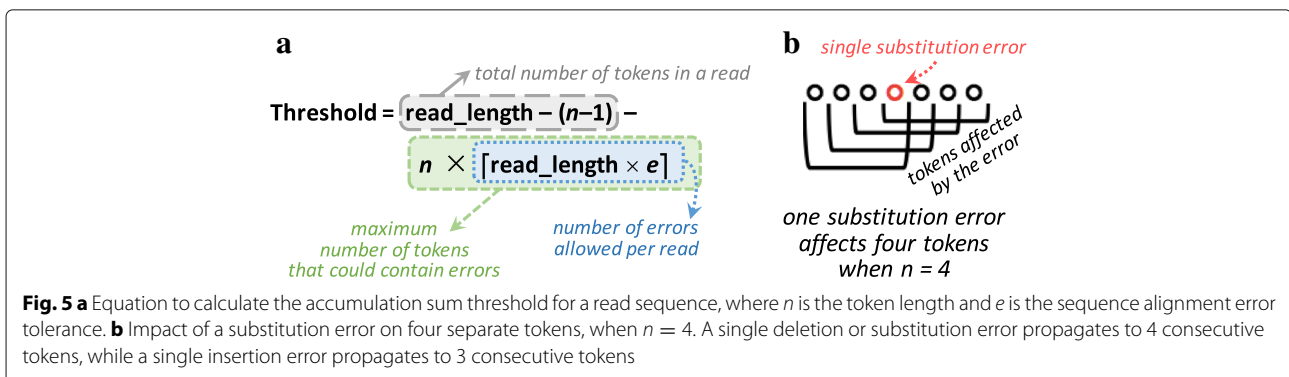 a
total number of tokens in a read
Threshold = read_length – (n–1) –
n × ⌈read_length × e⌉
maximum
number of tokens
that could contain errors
number of errors
allowed per read
b
single substitution error
tokens affected
by the error
one substitution error
affects four tokens
when n = 4
Fig. 5 a Equation to calculate the accumulation sum threshold for a read sequence, where n is the token length and e is the sequence alignment error
tolerance. b Impact of a substitution error on four separate tokens, when n = 4. A single deletion or substitution error propagates to 4 consecutive
tokens, while a single insertion error propagates to 3 consecutive tokens